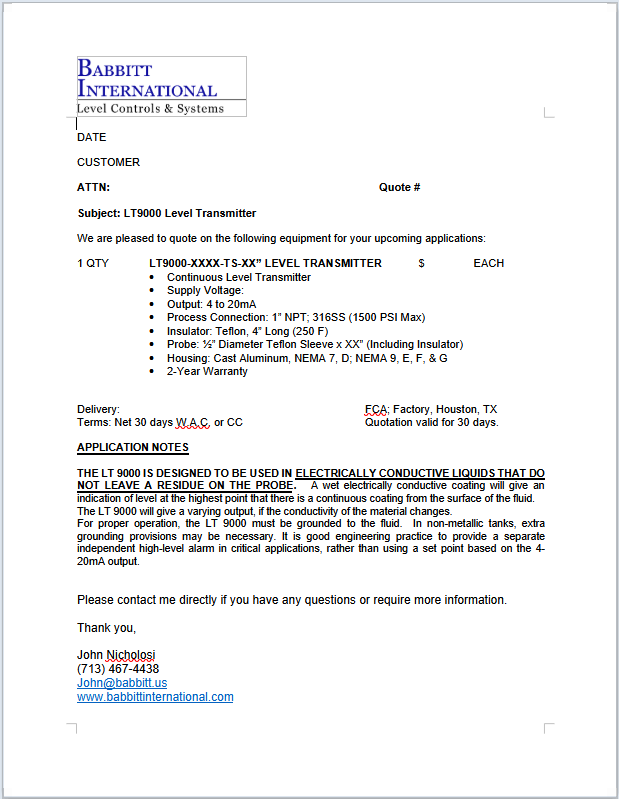 BABBITT
INTERNATIONAL
Level Controls & Systems
DATE
CUSTOMER
ATTN: Quote #
Subject: LT9000 Level Transmitter
We are pleased to quote on the following equipment for your upcoming applications:
1 QTY LT9000-XXXX-TS-XX” LEVEL TRANSMITTER $ EACH
• Continuous Level Transmitter
• Supply Voltage:
• Output: 4 to 20mA
• Process Connection: 1” NPT; 316SS (1500 PSI Max)
• Insulator: Teflon, 4” Long (250 F)
• Probe: ½” Diameter Teflon Sleeve x XX” (Including Insulator)
• Housing: Cast Aluminum, NEMA 7, D; NEMA 9, E, F, & G
• 2-Year Warranty
Delivery: FCA; Factory, Houston, TX
Terms: Net 30 days W.A.C. or CC Quotation valid for 30 days.
APPLICATION NOTES
THE LT 9000 IS DESIGNED TO BE USED IN ELECTRICALLY CONDUCTIVE LIQUIDS THAT DO
NOT LEAVE A RESIDUE ON THE PROBE. A wet electrically conductive coating will give an
indication of level at the highest point that there is a continuous coating from the surface of the fluid.
The LT 9000 will give a varying output, if the conductivity of the material changes.
For proper operation, the LT 9000 must be grounded to the fluid. In non-metallic tanks, extra
grounding provisions may be necessary. It is good engineering practice to provide a separate
independent high-level alarm in critical applications, rather than using a set point based on the 4-
20mA output.
Please contact me directly if you have any questions or require more information.
Thank you,
John Nicholosi
(713) 467-4438
John@babbitt.us
www.babbittinternational.com